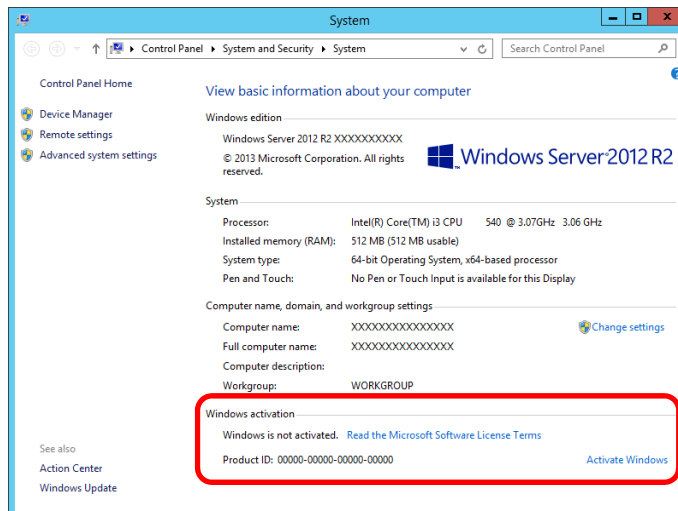 System
Control Panel System and Security System
Search Control Panel
Control Panel Home
Device Manager
Remote settings
Advanced system settings
See also
Action Center
Windows Update
View basic information about your computer
Windows edition
Windows Server 2012 R2 XXXXXXXXXX
© 2013 Microsoft Corporation. All rights
reserved.
Windows Server 2012 R2
System
Processor: Intel(R) Core(TM) i3 CPU 540 @ 3.07GHz 3.06 GHz
Installed memory (RAM): 512 MB (512 MB usable)
System type: 64-bit Operating System, x64-based processor
Pen and Touch: No Pen or Touch Input is available for this Display
Computer name, domain, and workgroup settings
Computer name: XXXXXXXXXXXXXXX Change settings
Full computer name: XXXXXXXXXXXXXXX
Computer description:
Workgroup: WORKGROUP
Windows activation
Windows is not activated. Read the Microsoft Software License Terms
Product ID: 00000-00000-00000-00000 Activate Windows